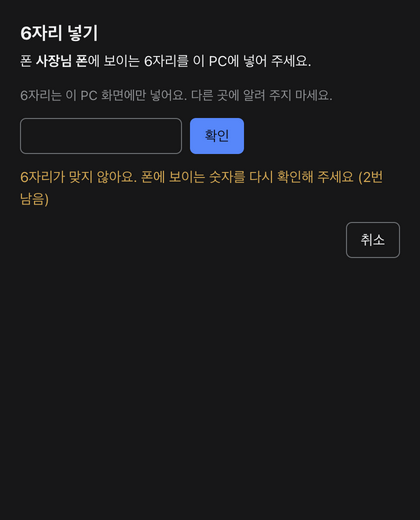 6자리 넣기
폰 사장님 폰에 보이는 6자리를 이 PC에 넣어 주세요.
6자리는 이 PC 화면에만 넣어요. 다른 곳에 알려 주지 마세요.
확인
6자리가 맞지 않아요. 폰에 보이는 숫자를 다시 확인해 주세요 (2번
남음)
취소